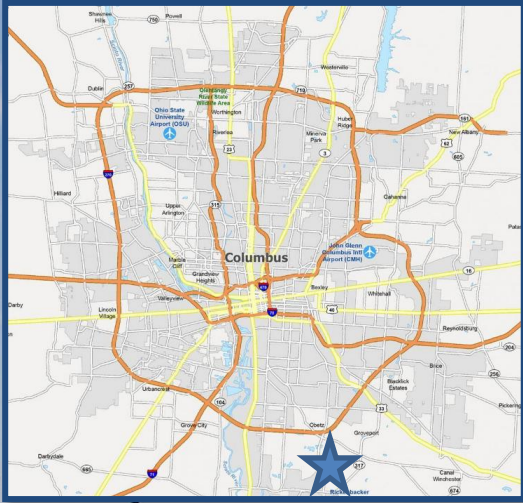 Shawnee
Hills
750
Powell
Westerville
Dublin
257
Olentangy
River State
Wildlife Area
710
Ohio State
University
Airport (OSU)
Worthington
Riverlea
Huber
Ridge
161
New Albany
Minerva
Park
62
605
23
3
270
Hilliard
Gahanna
Upper
Arlington
315
John Glenn
Columbus Intl
Airport (CMH)
Columbus
Marble
Cliff
Grandview
Heights
16
670
Darby
Valleyview
Bexley
Whitehall
Lincoln
Village
70
40
Reynoldsburg
204
Brice
256
Blacklick
Estates
Urbancrest
104
33
Pickering
Grove City
Obetz
Groveport
Darbydale
317
665
Canal
Winchester
71
674